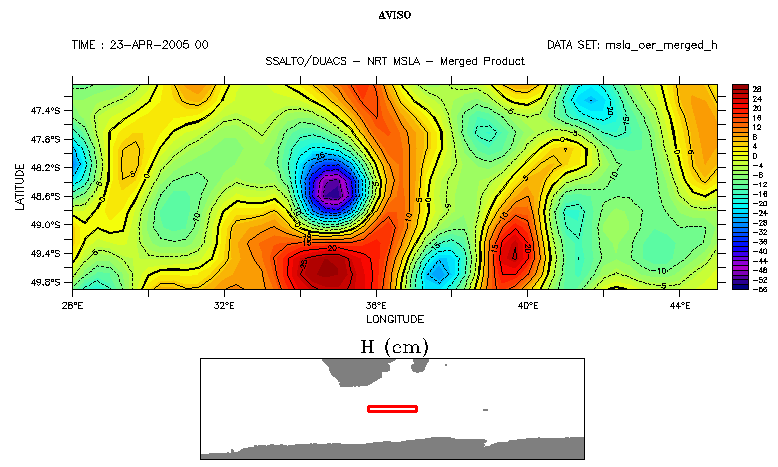 AVISO
TIME : 23-APR-2005 00 DATA SET: msla_oer_merged_h
SSALTO/DUACS - NRT MSLA - Merged Product
47.4°S
47.8°S
48.2°S
48.6°S
49.0°S
49.4°S
49.8°S
LATITUDE
28
24
20
16
12
8
4
0
-4
-8
-12
-16
-20
-24
-28
-32
-36
-40
-44
-48
-52
-56
28°E 32°E 36°E 40°E 44°E
LONGITUDE
H (cm)